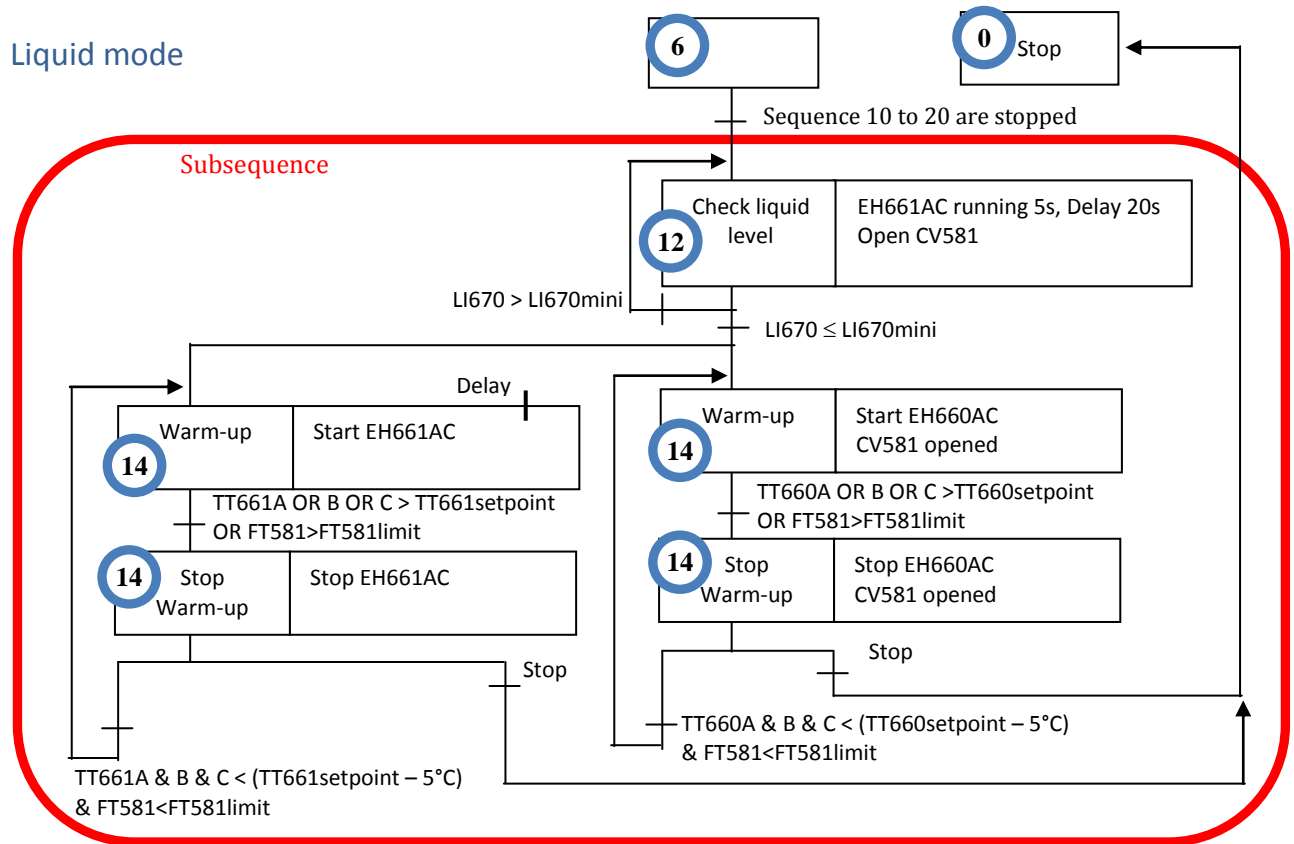 Liquid mode
6
0
Stop
Sequence 10 to 20 are stopped
Subsequence
Check liquid
level
12
EH661AC running 5s, Delay 20s
Open CV581
LI670 > LI670mini
LI670 ≤ LI670mini
Delay
Warm-up
14
Start EH661AC
Warm-up
14
Start EH660AC
CV581 opened
TT661A OR B OR C > TT661setpoint
OR FT581>FT581limit
TT660A OR B OR C >TT660setpoint
OR FT581>FT581limit
14
Stop
Warm-up
Stop EH661AC
14
Stop
Warm-up
Stop EH660AC
CV581 opened
Stop
Stop
TT661A & B & C < (TT661setpoint – 5°C)
& FT581<FT581limit
TT660A & B & C < (TT660setpoint – 5°C)
& FT581<FT581limit